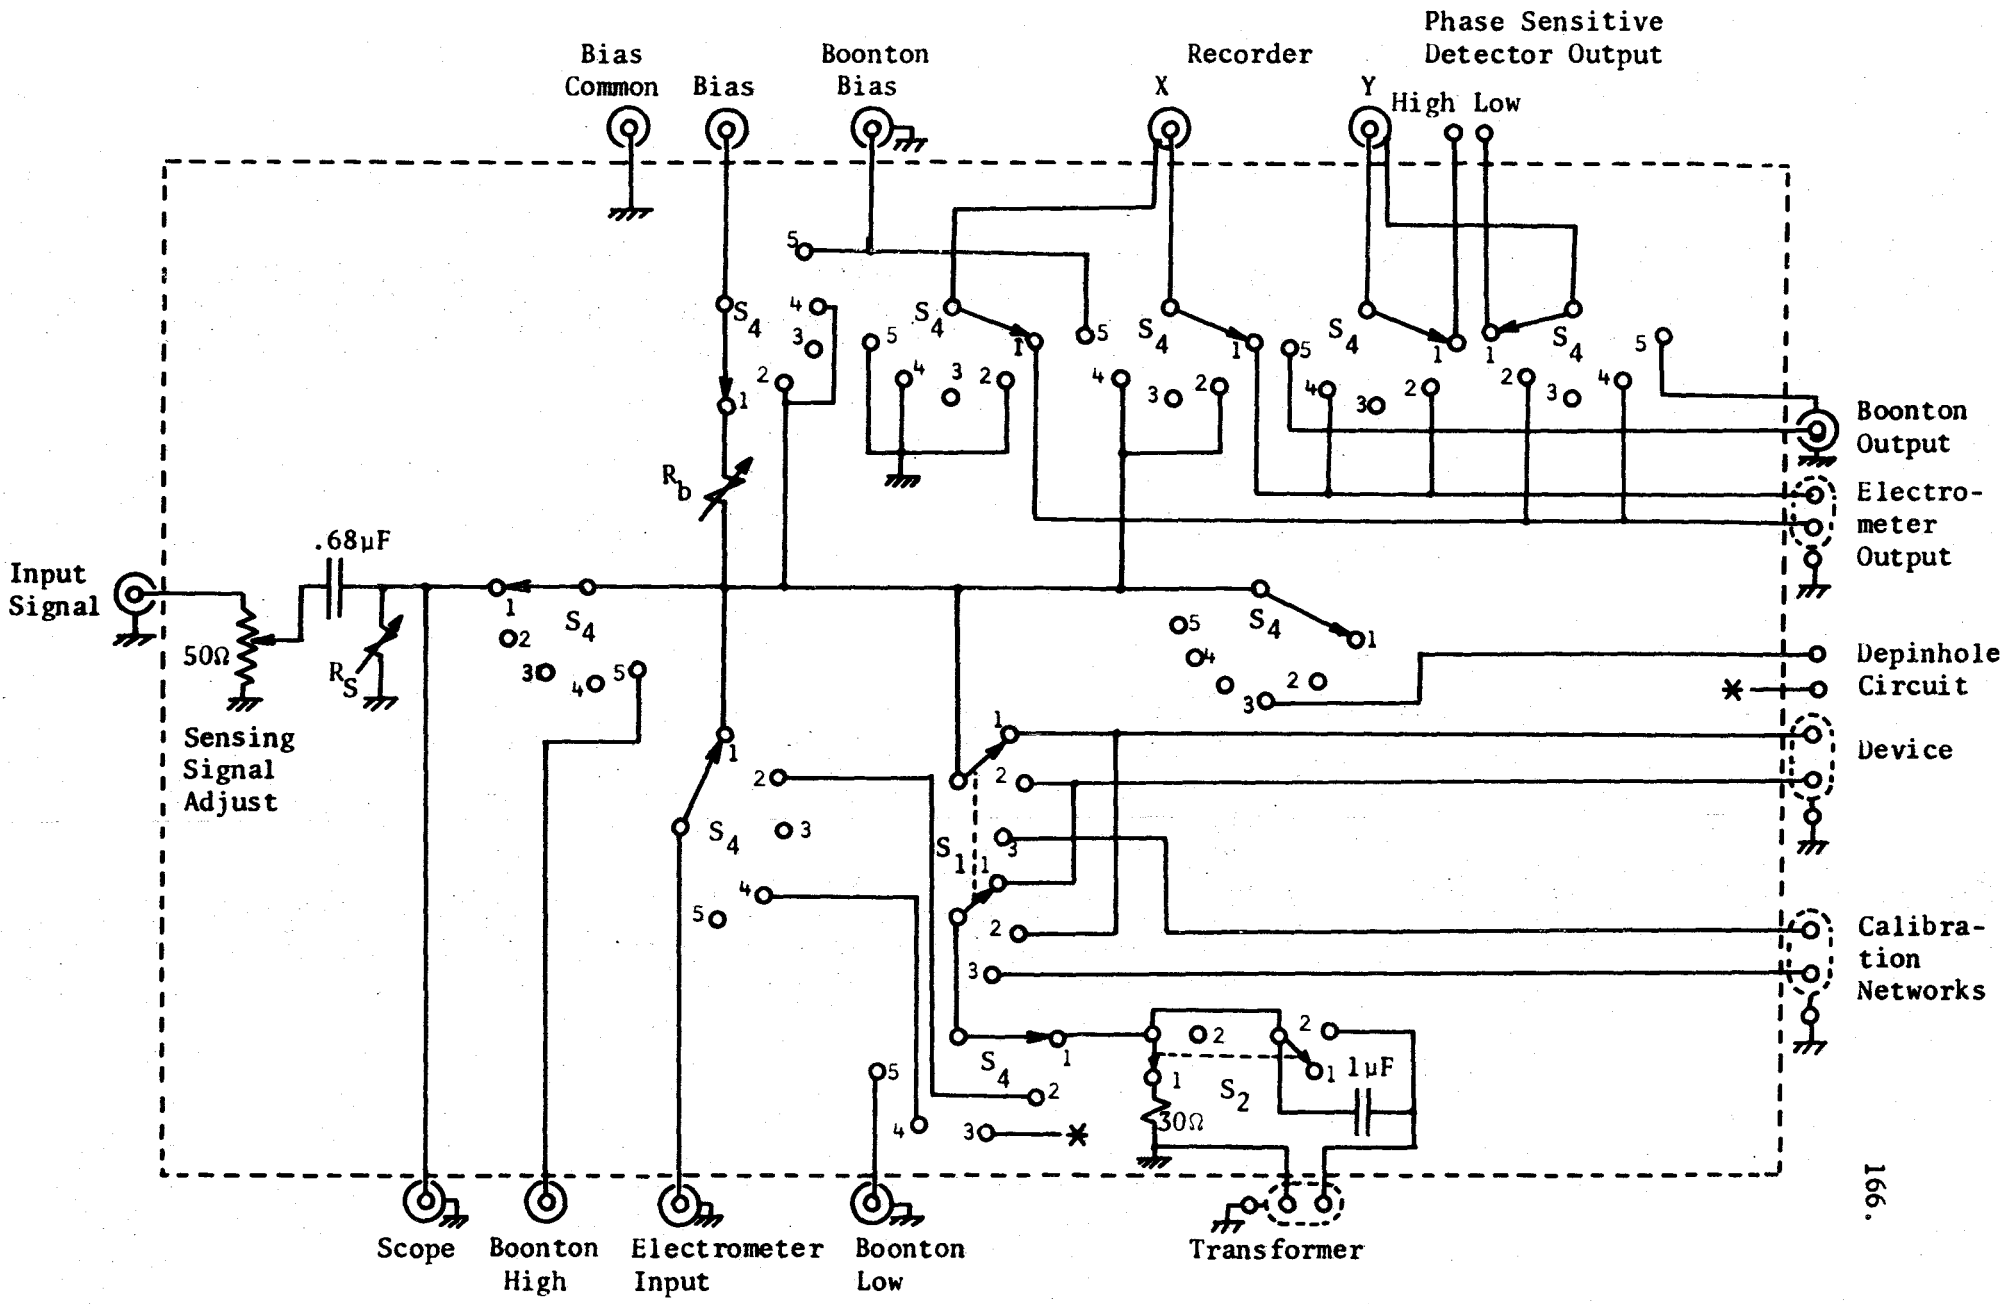 Phase Sensitive
Detector Output
Bias
Common
Bias
Boonton
Bias
Recorder
X
Y
High Low
S4
1
2
3
4
5
S4
1
2
3
4
5
S4
1
2
3
4
5
S4
1
2
3
4
5
S4
1
2
3
4
5
Boonton
Output
Electro-
meter
Output
Rb
Input
Signal
.68µF
50Ω
RS
Sensing
Signal
Adjust
S4
1
2
3
4
5
S4
1
2
3
4
5
Depinhole
Circuit
*
Device
S4
1
2
3
4
5
S1
1
2
3
1
2
3
Calibra-
tion
Networks
S4
1
2
3
*
4
5
S2
2
1
2
1
1µF
30Ω
Scope
Boonton
High
Electrometer
Input
Boonton
Low
Transformer
166.